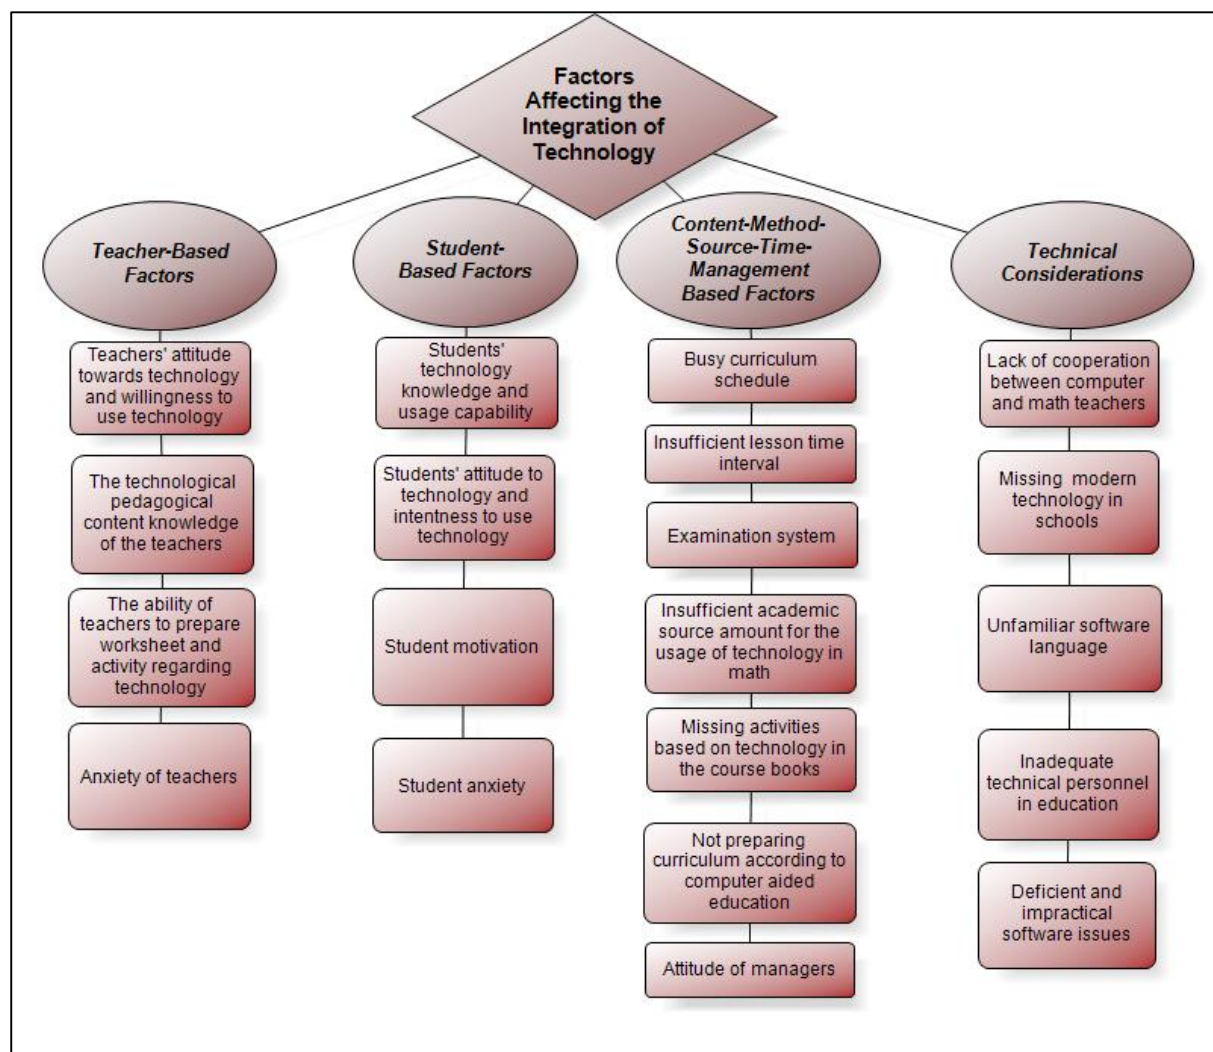 Factors
Affecting the
Integration of
Technology
Teacher-Based
Factors
Teachers' attitude
towards technology
and willingness to
use technology
The technological
pedagogical
content knowledge
of the teachers
The ability of
teachers to prepare
worksheet and
activity regarding
technology
Anxiety of teachers
Student-
Based Factors
Students'
technology
knowledge and
usage capability
Students' attitude to
technology and
intentness to use
technology
Student motivation
Student anxiety
Content-Method-
Source-Time-
Management
Based Factors
Busy curriculum
schedule
Insufficient lesson time
interval
Examination system
Insufficient academic
source amount for the
usage of technology in
math
Missing activities
based on technology in
the course books
Not preparing
curriculum according to
computer aided
education
Attitude of managers
Technical
Considerations
Lack of cooperation
between computer
and math teachers
Missing modern
technology in
schools
Unfamiliar software
language
Inadequate
technical personnel
in education
Deficient and
impractical
software issues